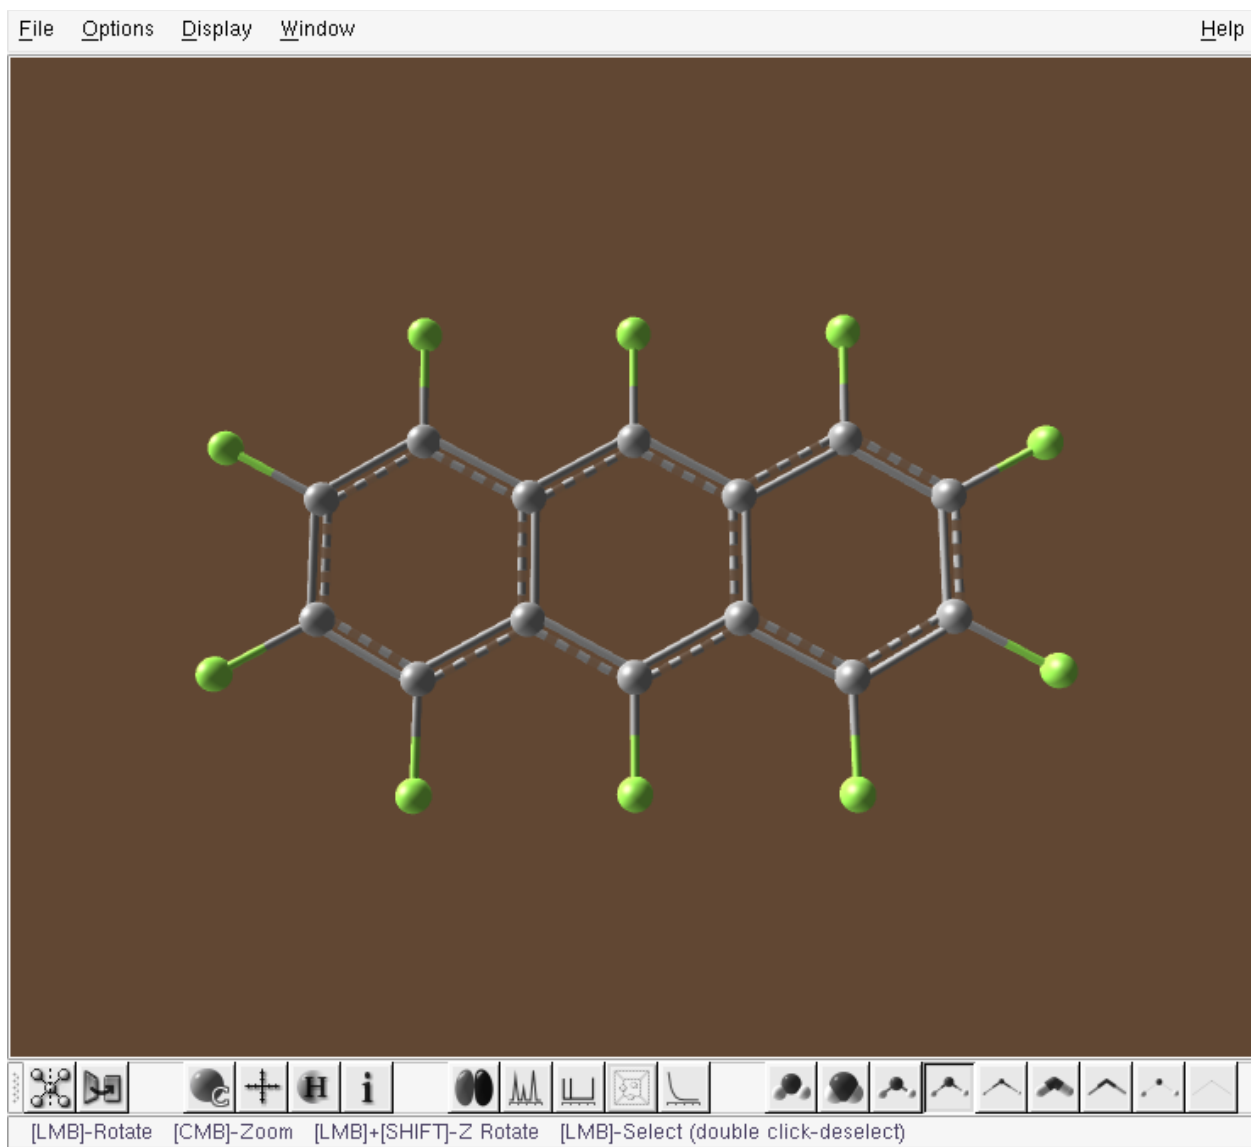 File Options Display Window Help
C H i
[LMB]-Rotate [CMB]-Zoom [LMB]+[SHIFT]-Z Rotate [LMB]-Select (double click-deselect)